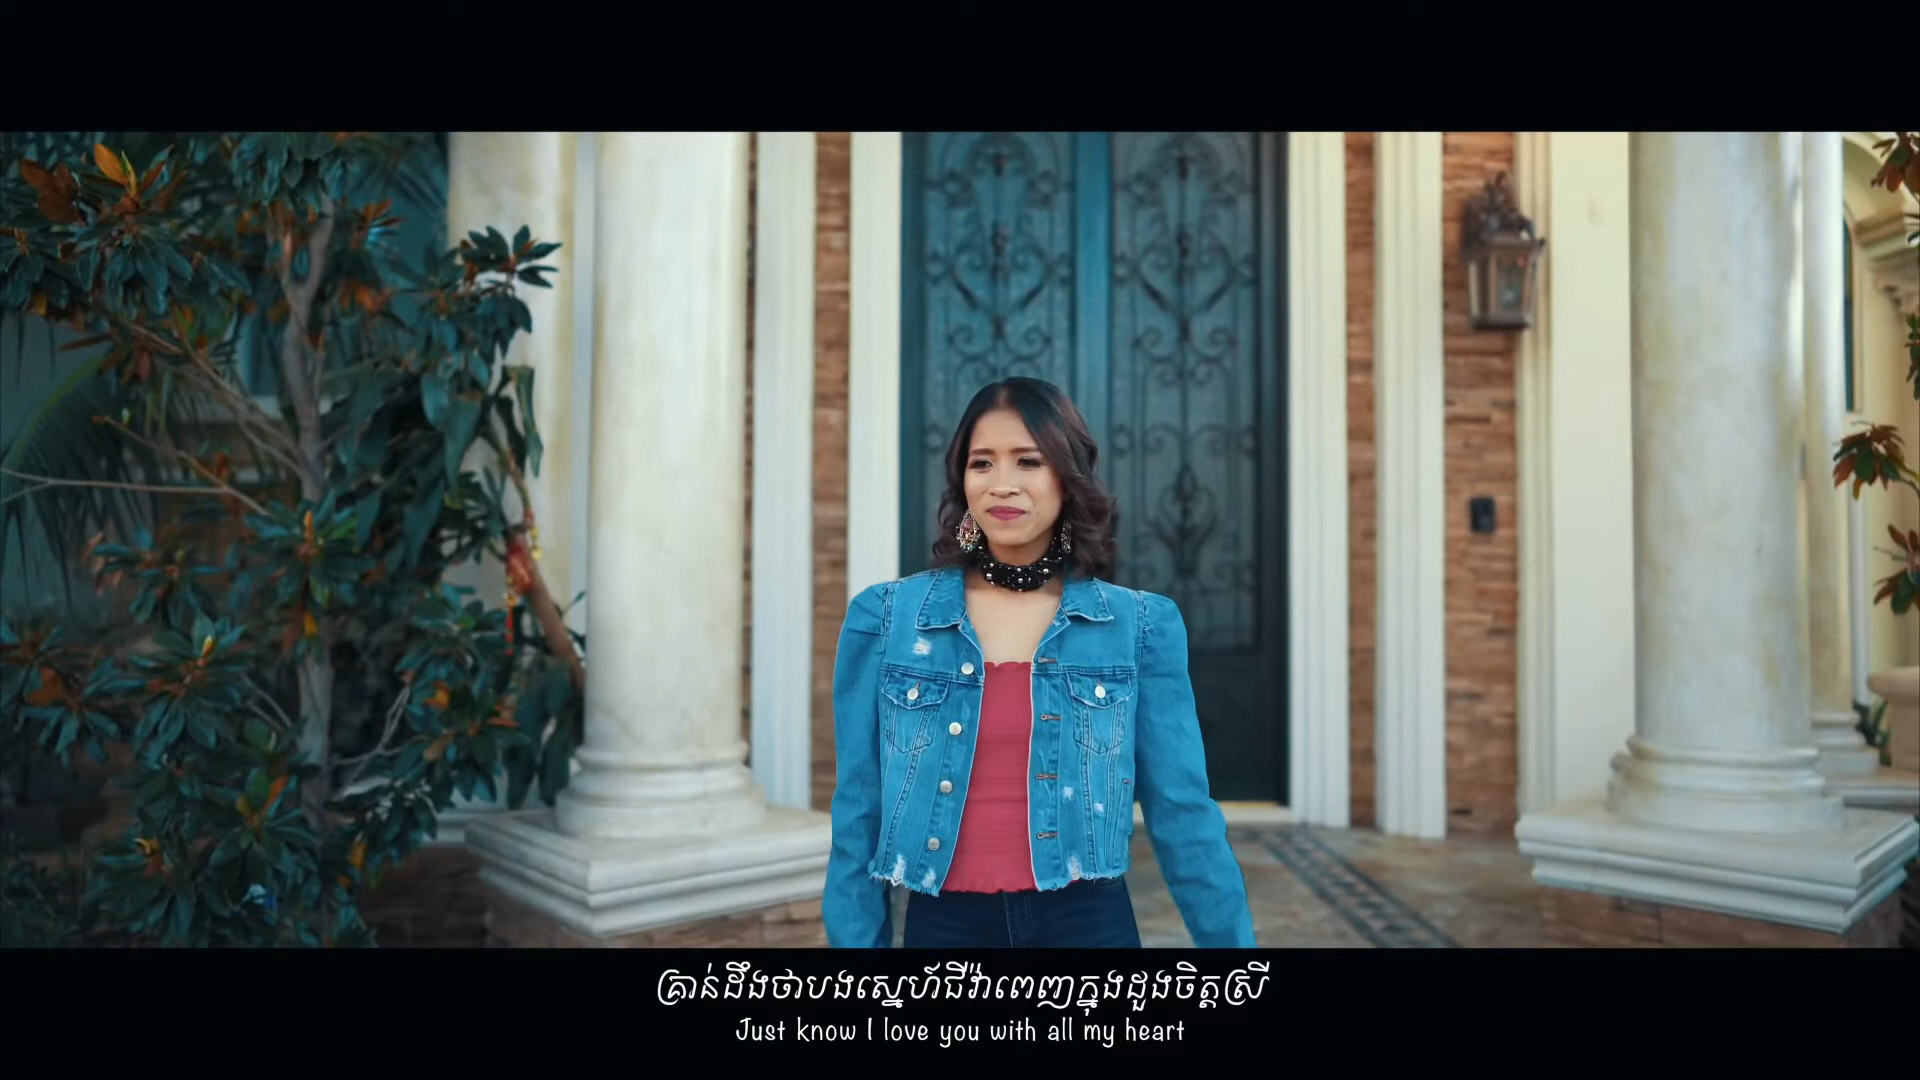 គ្រាន់ដឹងថាបងស្នេហ៍ជីវ៉ាពេញក្នុងដួងចិត្តស្រី
Just know I love you with all my heart